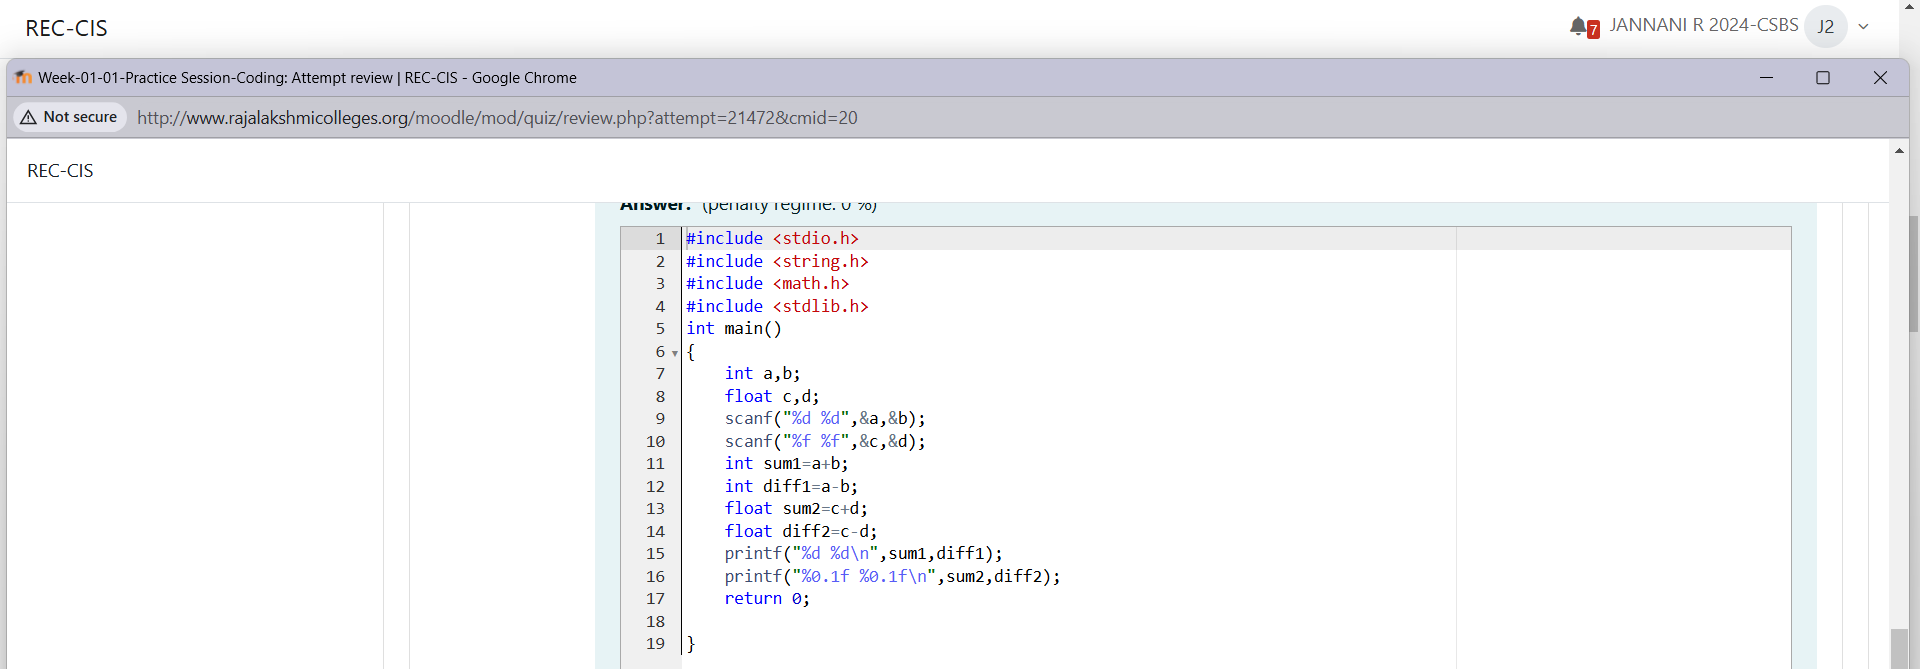 REC-CIS
7 JANNANI R 2024-CSBS J2
Week-01-01-Practice Session-Coding: Attempt review | REC-CIS - Google Chrome
Not secure http://www.rajalakshmicolleges.org/moodle/mod/quiz/review.php?attempt=21472&cmid=20
REC-CIS
Answer: (penalty regime: 0 %)
1 #include <stdio.h>
2 #include <string.h>
3 #include <math.h>
4 #include <stdlib.h>
5 int main()
6 {
7 int a,b;
8 float c,d;
9 scanf("%d %d",&a,&b);
10 scanf("%f %f",&c,&d);
11 int sum1=a+b;
12 int diff1=a-b;
13 float sum2=c+d;
14 float diff2=c-d;
15 printf("%d %d\n",sum1,diff1);
16 printf("%0.1f %0.1f\n",sum2,diff2);
17 return 0;
18
19 }